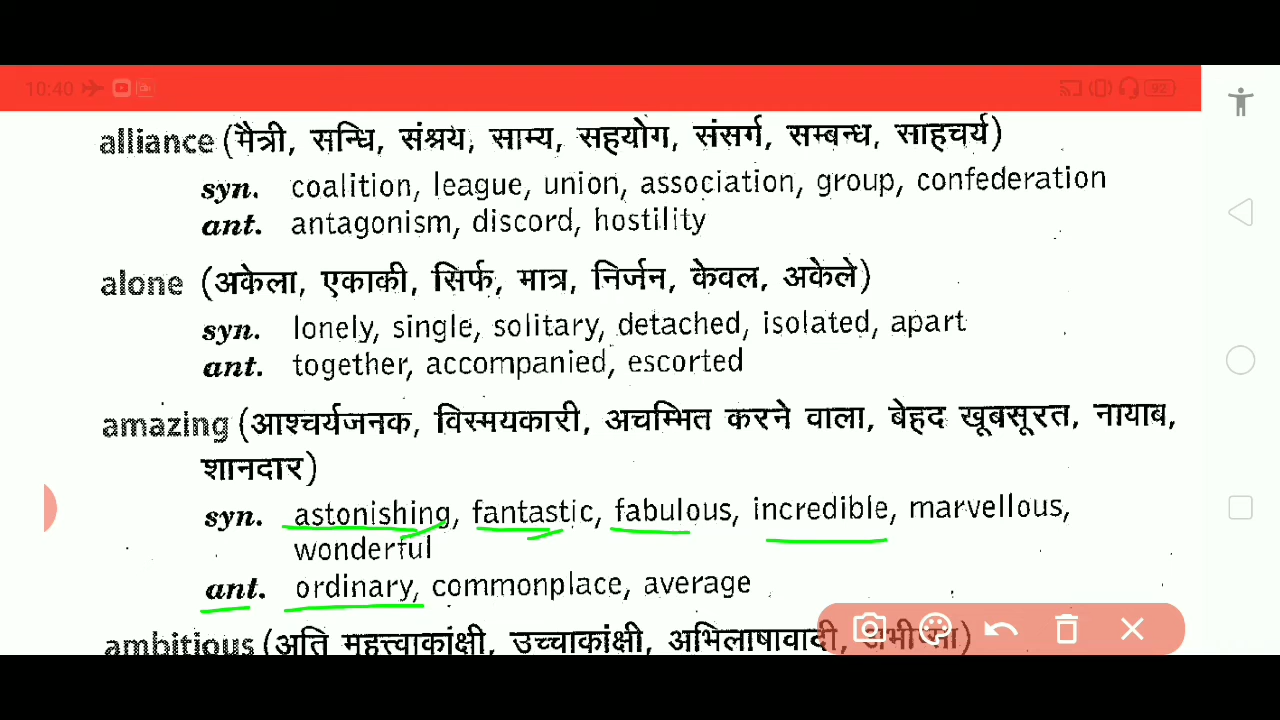 10:40
92
alliance (मैत्री, सन्धि, संश्रय, साम्य, सहयोग, संसर्ग, सम्बन्ध, साहचर्य)
syn. coalition, league, union, association, group, confederation
ant. antagonism, discord, hostility
alone (अकेला, एकाकी, सिर्फ, मात्र, निर्जन, केवल, अकेले)
syn. lonely, single, solitary, detached, isolated, apart
ant. together, accompanied, escorted
amazing (आश्चर्यजनक, विस्मयकारी, अचम्भित करने वाला, बेहद खूबसूरत, नायाब,
शानदार)
syn. astonishing, fantastic, fabulous, incredible, marvellous,
wonderful
ant. ordinary, commonplace, average
ambitious (अति महत्त्वाकांक्षी, उच्चाकांक्षी, अभिलाषावादी,